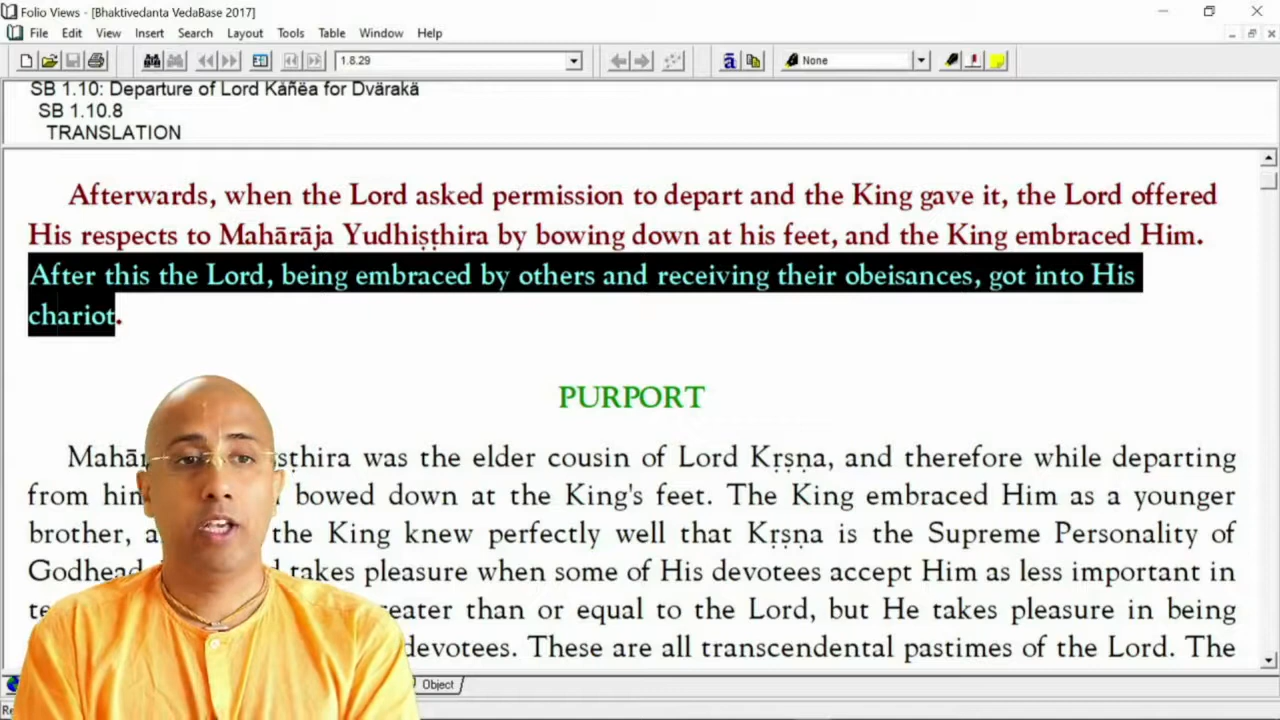 Folio Views - [Bhaktivedanta VedaBase 2017]
File Edit View Insert Search Layout Tools Table Window Help
1.8.29 None
SB 1.10: Departure of Lord Kåñëa for Dvärakä
SB 1.10.8
TRANSLATION
Afterwards, when the Lord asked permission to depart and the King gave it, the Lord offered
His respects to Mahārāja Yudhiṣṭhira by bowing down at his feet, and the King embraced Him.
After this the Lord, being embraced by others and receiving their obeisances, got into His
chariot.
PURPORT
was the elder cousin of Lord Kṛṣṇa, and therefore while departing
from bowed down at the King's feet. The King embraced Him as a younger
brother, the King knew perfectly well that Kṛṣṇa is the Supreme Personality of
Godhead takes pleasure when some of His devotees accept Him as less important in
than or equal to the Lord, but He takes pleasure in being
devotees. These are all transcendental pastimes of the Lord. The
Object